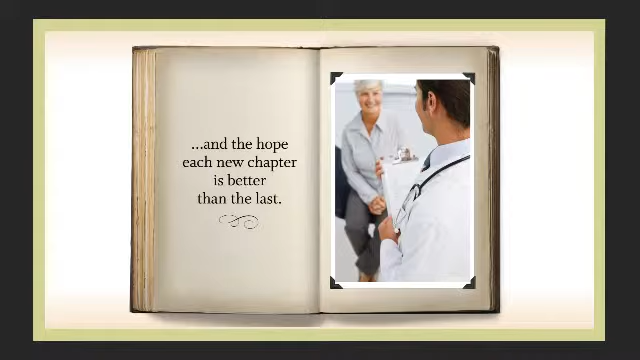 ...and the hope
each new chapter
is better
than the last.